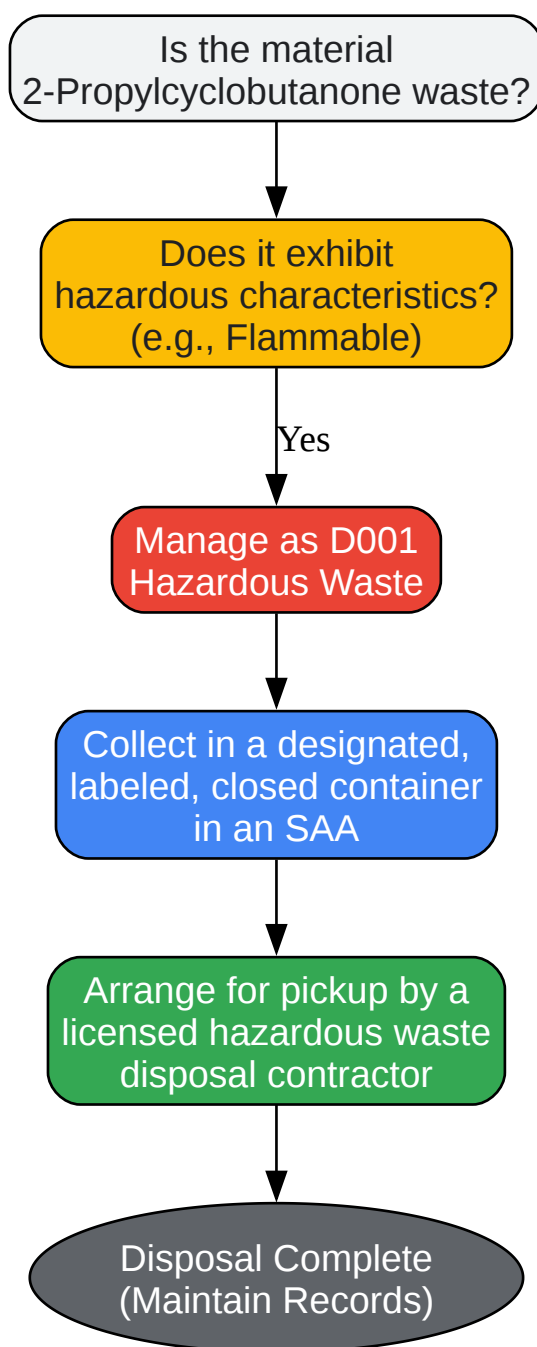 Is the material
2-Propylcyclobutanone waste?
Does it exhibit
hazardous characteristics?
(e.g., Flammable)
Yes
Manage as D001
Hazardous Waste
Collect in a designated,
labeled, closed container
in an SAA
Arrange for pickup by a
licensed hazardous waste
disposal contractor
Disposal Complete
(Maintain Records)